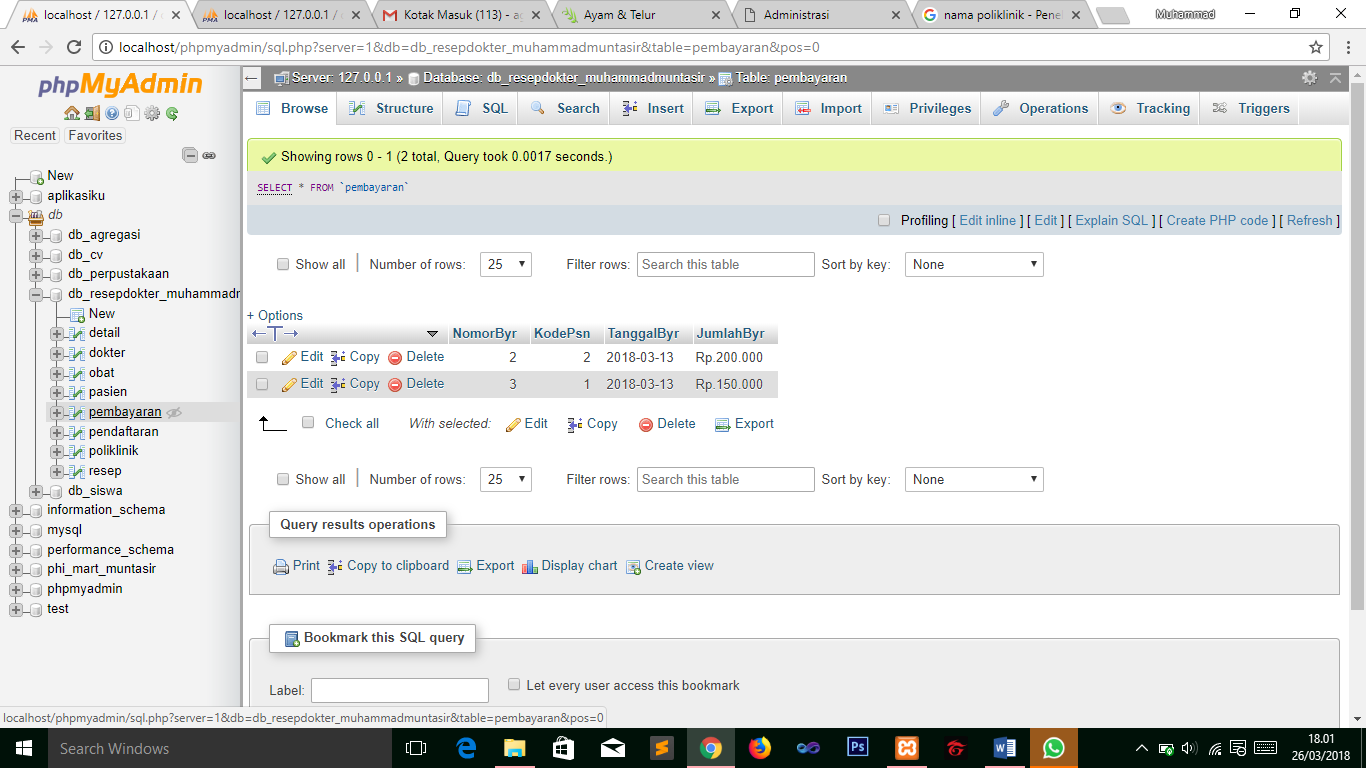 localhost / 127.0.0.1 /
localhost / 127.0.0.1 / d
Kotak Masuk (113) - ag
Ayam & Telur
Administrasi
nama poliklinik - Pene
Muhammad
localhost/phpmyadmin/sql.php?server=1&db=db_resepdokter_muhammadmuntasir&table=pembayaran&pos=0
phpMyAdmin
Recent Favorites
New
aplikasiku
db
db_agregasi
db_cv
db_perpustakaan
db_resepdokter_muhammadr
New
detail
dokter
obat
pasien
pembayaran
pendaftaran
poliklinik
resep
db_siswa
information_schema
mysql
performance_schema
phi_mart_muntasir
phpmyadmin
test
Server: 127.0.0.1 » Database: db_resepdokter_muhammadmuntasir » Table: pembayaran
Browse Structure SQL Search Insert Export Import Privileges Operations Tracking Triggers
Showing rows 0 - 1 (2 total, Query took 0.0017 seconds.)
SELECT * FROM `pembayaran`
Profiling [ Edit inline ] [ Edit ] [ Explain SQL ] [ Create PHP code ] [ Refresh ]
Show all | Number of rows: 25 Filter rows: Search this table Sort by key: None
+ Options
←T→ NomorByr KodePsn TanggalByr JumlahByr
Edit Copy Delete 2 2 2018-03-13 Rp.200.000
Edit Copy Delete 3 1 2018-03-13 Rp.150.000
Check all With selected: Edit Copy Delete Export
Show all | Number of rows: 25 Filter rows: Search this table Sort by key: None
Query results operations
Print Copy to clipboard Export Display chart Create view
Bookmark this SQL query
Label: Let every user access this bookmark
localhost/phpmyadmin/sql.php?server=1&db=db_resepdokter_muhammadmuntasir&table=pembayaran&pos=0
Search Windows
18.01
26/03/2018